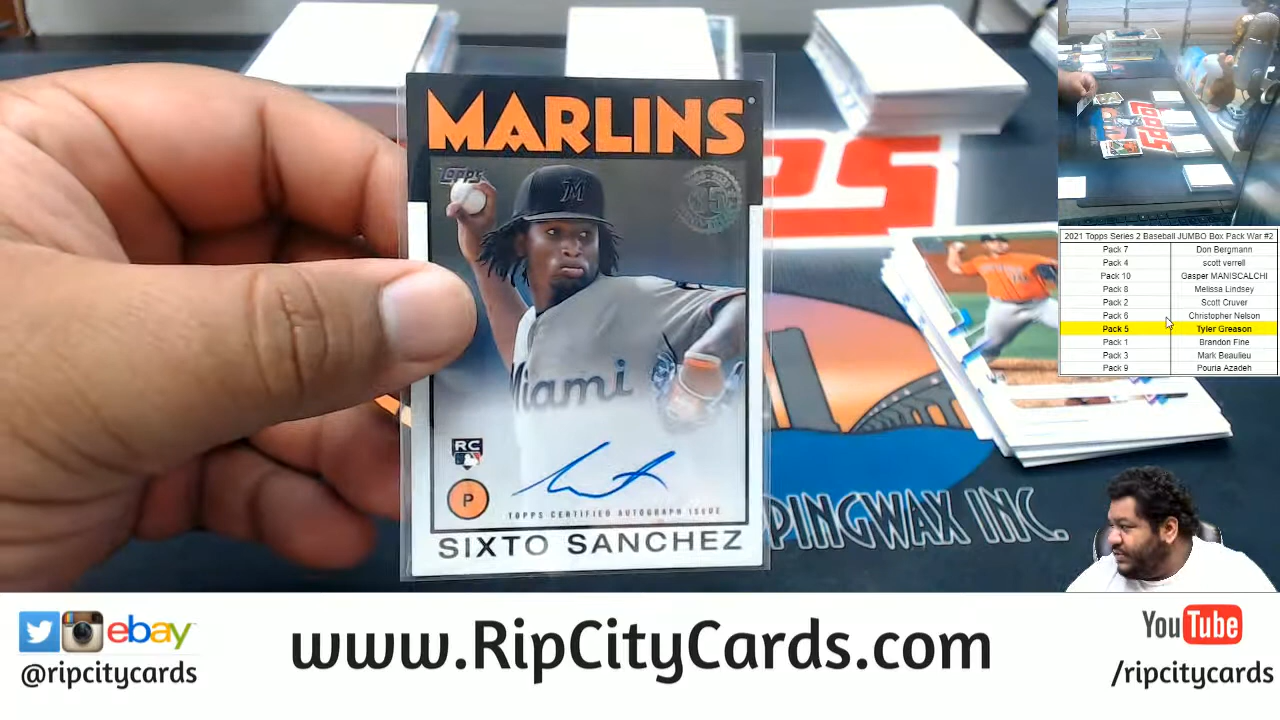 MARLINS
Topps
M
Miami
RC
P
TOPPS CERTIFIED AUTOGRAPH ISSUE
SIXTO SANCHEZ
PPS
PPINGWAX INC.
TOPPS
2021 Topps Series 2 Baseball JUMBO Box Pack War #2
Pack 7 Don Bergmann
Pack 4 scott verrell
Pack 10 Gasper MANISCALCHI
Pack 8 Melissa Lindsey
Pack 2 Scott Cruver
Pack 6 Christopher Nelson
Pack 5 Tyler Greason
Pack 1 Brandon Fine
Pack 3 Mark Beaulieu
Pack 9 Pouria Azadeh
ebay
@ripcitycards
www.RipCityCards.com
YouTube
/ripcitycards